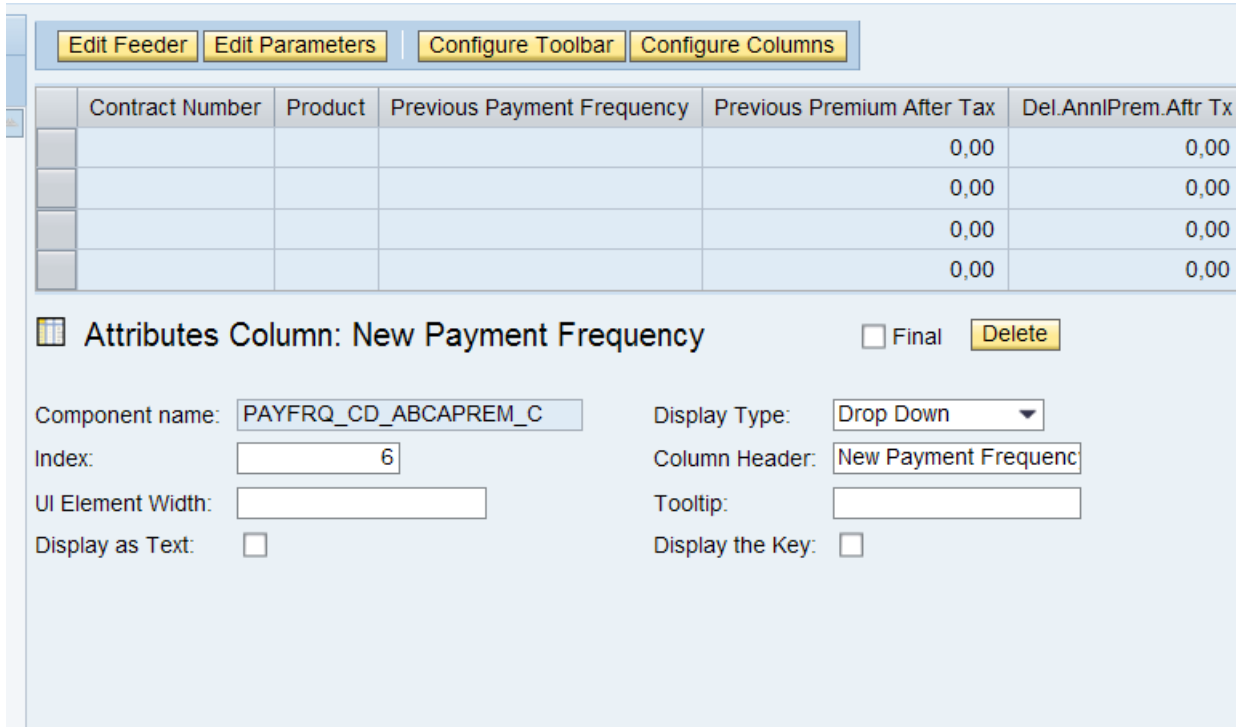 Edit Feeder Edit Parameters Configure Toolbar Configure Columns
Contract Number Product Previous Payment Frequency Previous Premium After Tax Del.AnnlPrem.Aftr Tx
0,00 0,00
0,00 0,00
0,00 0,00
0,00 0,00
Attributes Column: New Payment Frequency Final Delete
Component name: PAYFRQ_CD_ABCAPREM_C Display Type: Drop Down
Index: 6 Column Header: New Payment Frequenc
UI Element Width: Tooltip:
Display as Text: Display the Key: